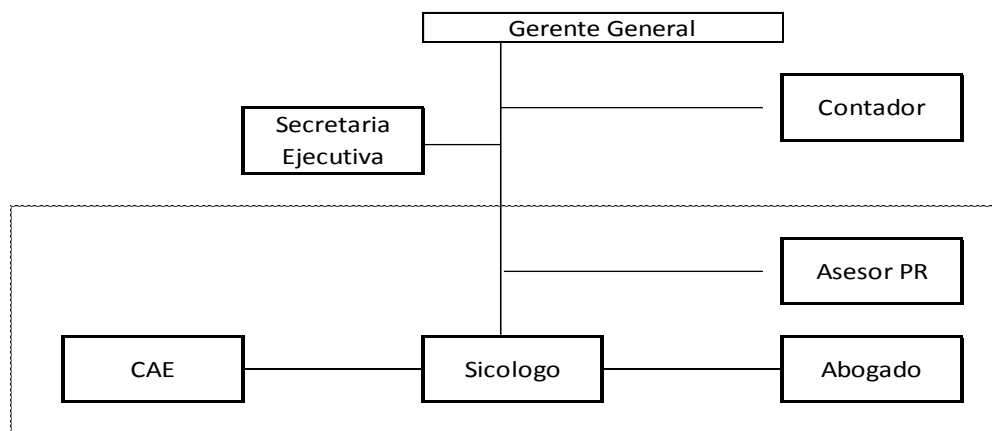 Gerente General
Contador
Secretaria
Ejecutiva
Asesor PR
CAE
Sicologo
Abogado